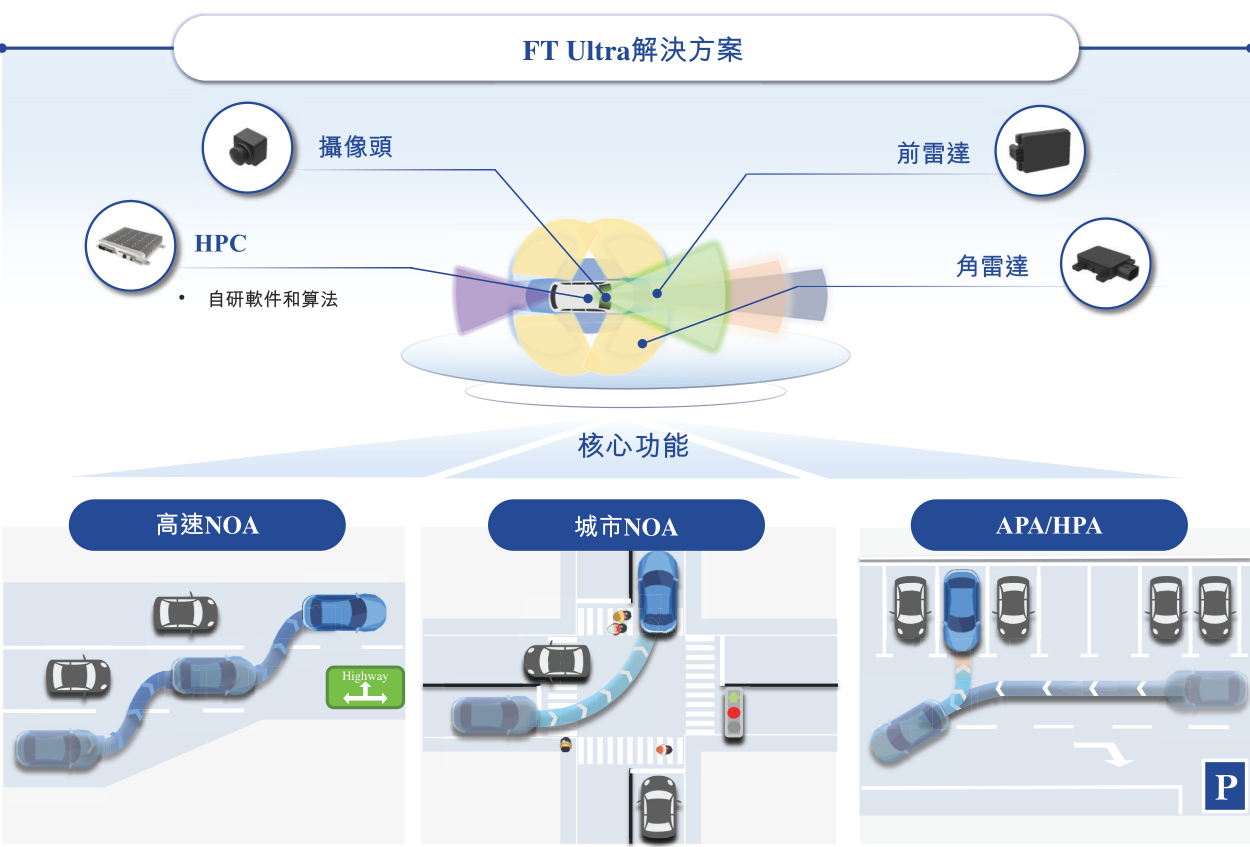 FT Ultra解決方案
攝像頭
前雷達
HPC
角雷達
• 自研軟件和算法
核心功能
高速NOA
城市NOA
APA/HPA
Highway
P